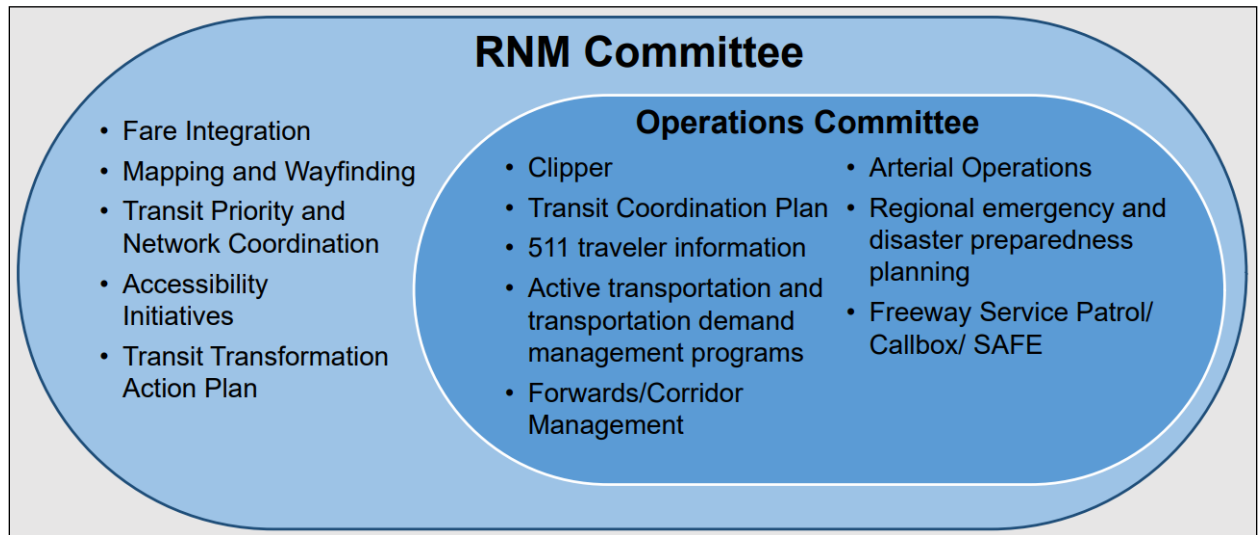 RNM Committee
• Fare Integration
• Mapping and Wayfinding
• Transit Priority and
Network Coordination
• Accessibility
Initiatives
• Transit Transformation
Action Plan
Operations Committee
• Clipper
• Transit Coordination Plan
• 511 traveler information
• Active transportation and
transportation demand
management programs
• Forwards/Corridor
Management
• Arterial Operations
• Regional emergency and
disaster preparedness
planning
• Freeway Service Patrol/
Callbox/ SAFE